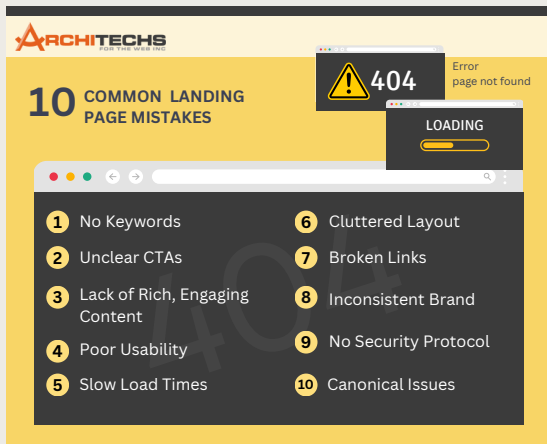 ARCHITECHS
FOR THE WEB INC
10 COMMON LANDING
PAGE MISTAKES
404
Error
page not found
LOADING
404
1 No Keywords
2 Unclear CTAs
3 Lack of Rich, Engaging
Content
4 Poor Usability
5 Slow Load Times
6 Cluttered Layout
7 Broken Links
8 Inconsistent Brand
9 No Security Protocol
10 Canonical Issues